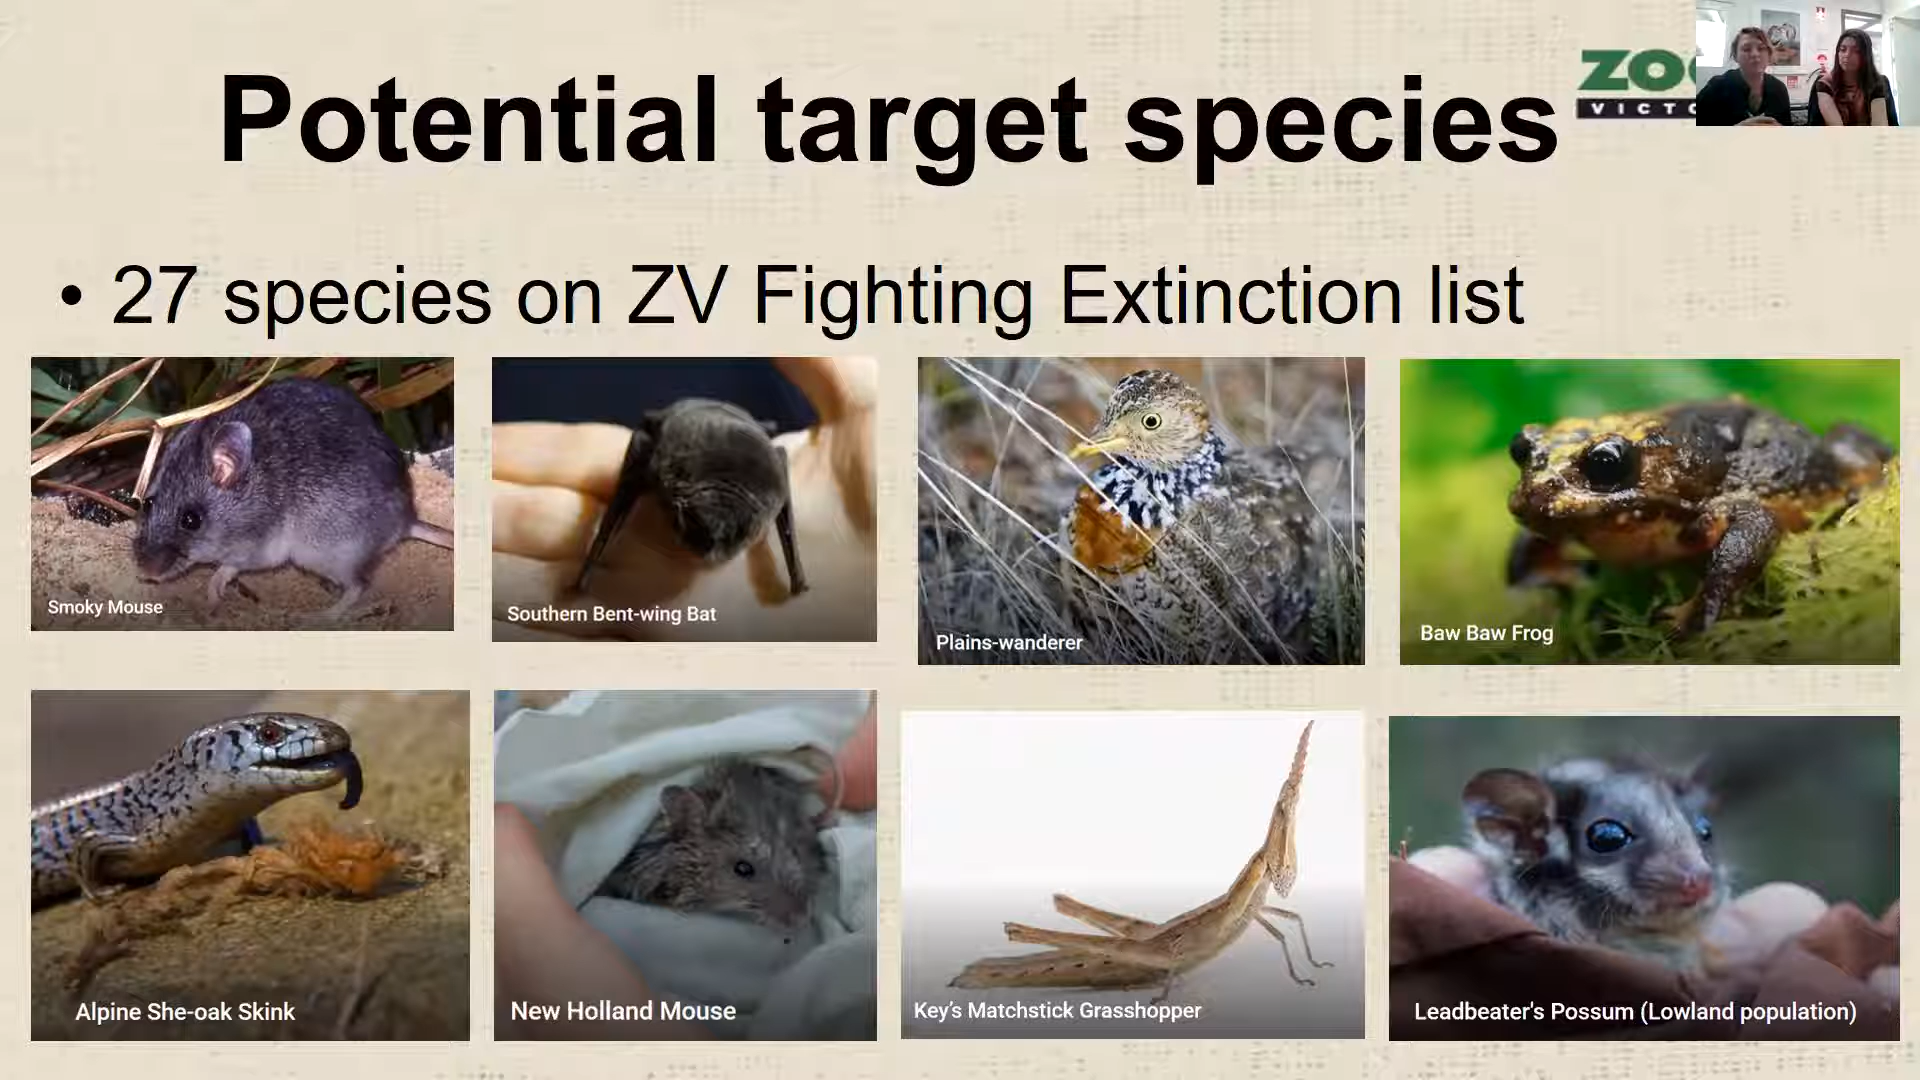 Potential target species
VICTO
• 27 species on ZV Fighting Extinction list
Smoky Mouse
Southern Bent-wing Bat
Plains-wanderer
Baw Baw Frog
Alpine She-oak Skink
New Holland Mouse
Key's Matchstick Grasshopper
Leadbeater's Possum (Lowland population)